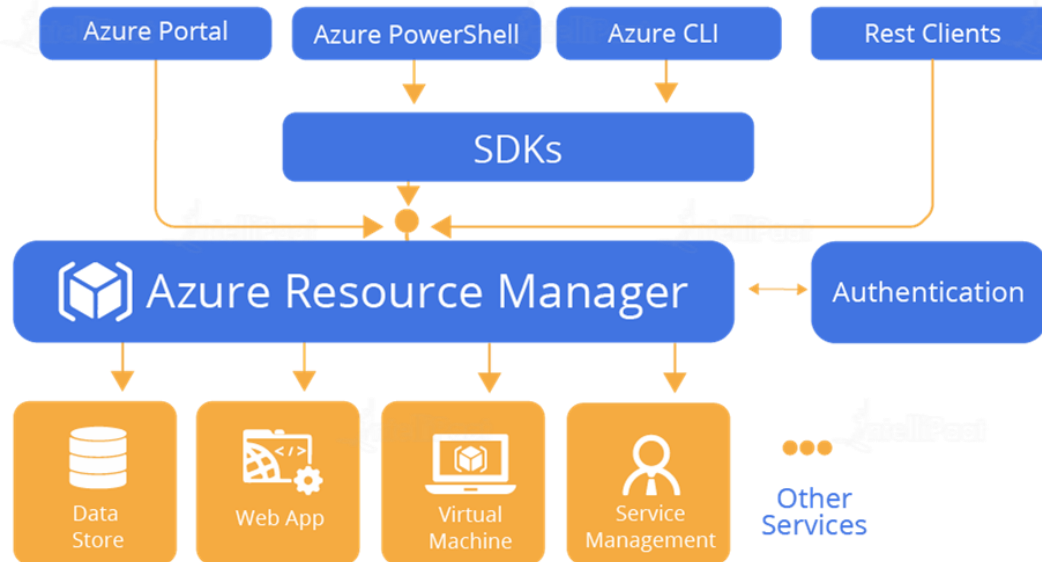 Azure Portal
Azure PowerShell
Azure CLI
Rest Clients
SDKs
Azure Resource Manager
Authentication
Data
Store
Web App
Virtual
Machine
Service
Management
Other
Services